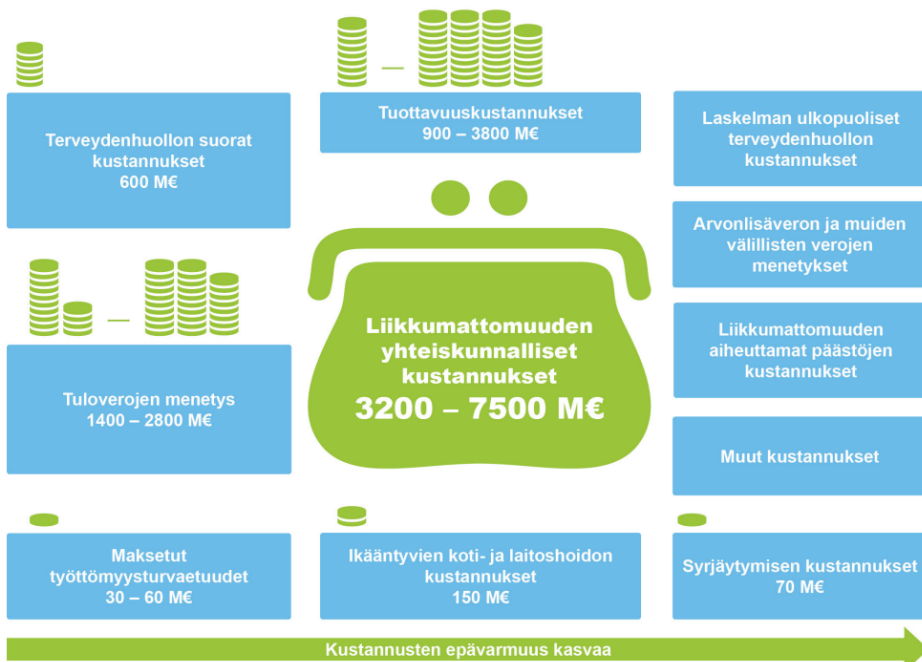 Terveydenhuollon suorat
kustannukset
600 M€
Tuottavuuskustannukset
900 – 3800 M€
Laskelman ulkopuoliset
terveydenhuollon
kustannukset
Arvonlisäveron ja muiden
välillisten verojen
menetykset
Tuloverojen menetys
1400 – 2800 M€
Liikkumattomuuden
yhteiskunnalliset
kustannukset
3200 – 7500 M€
Liikkumattomuuden
aiheuttamat päästöjen
kustannukset
Muut kustannukset
Maksetut
työttömyysturvaetuudet
30 – 60 M€
Ikääntyvien koti- ja laitoshoidon
kustannukset
150 M€
Syrjäytymisen kustannukset
70 M€
Kustannusten epävarmuus kasvaa